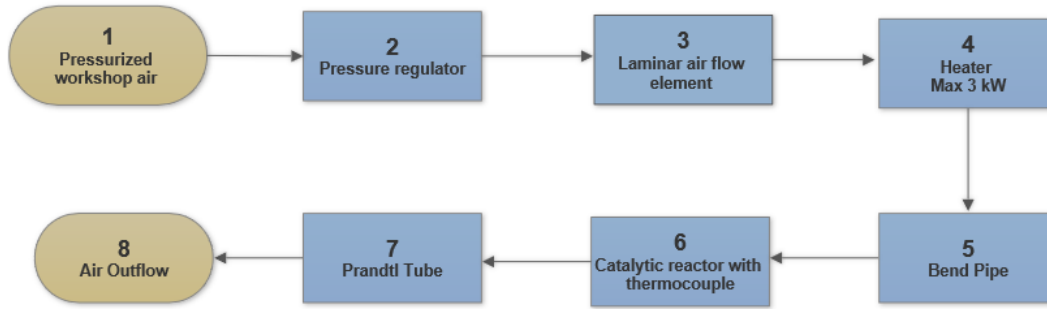 1
Pressurized
workshop air
2
Pressure regulator
3
Laminar air flow
element
4
Heater
Max 3 kW
8
Air Outflow
7
Prandtl Tube
6
Catalytic reactor with
thermocouple
5
Bend Pipe